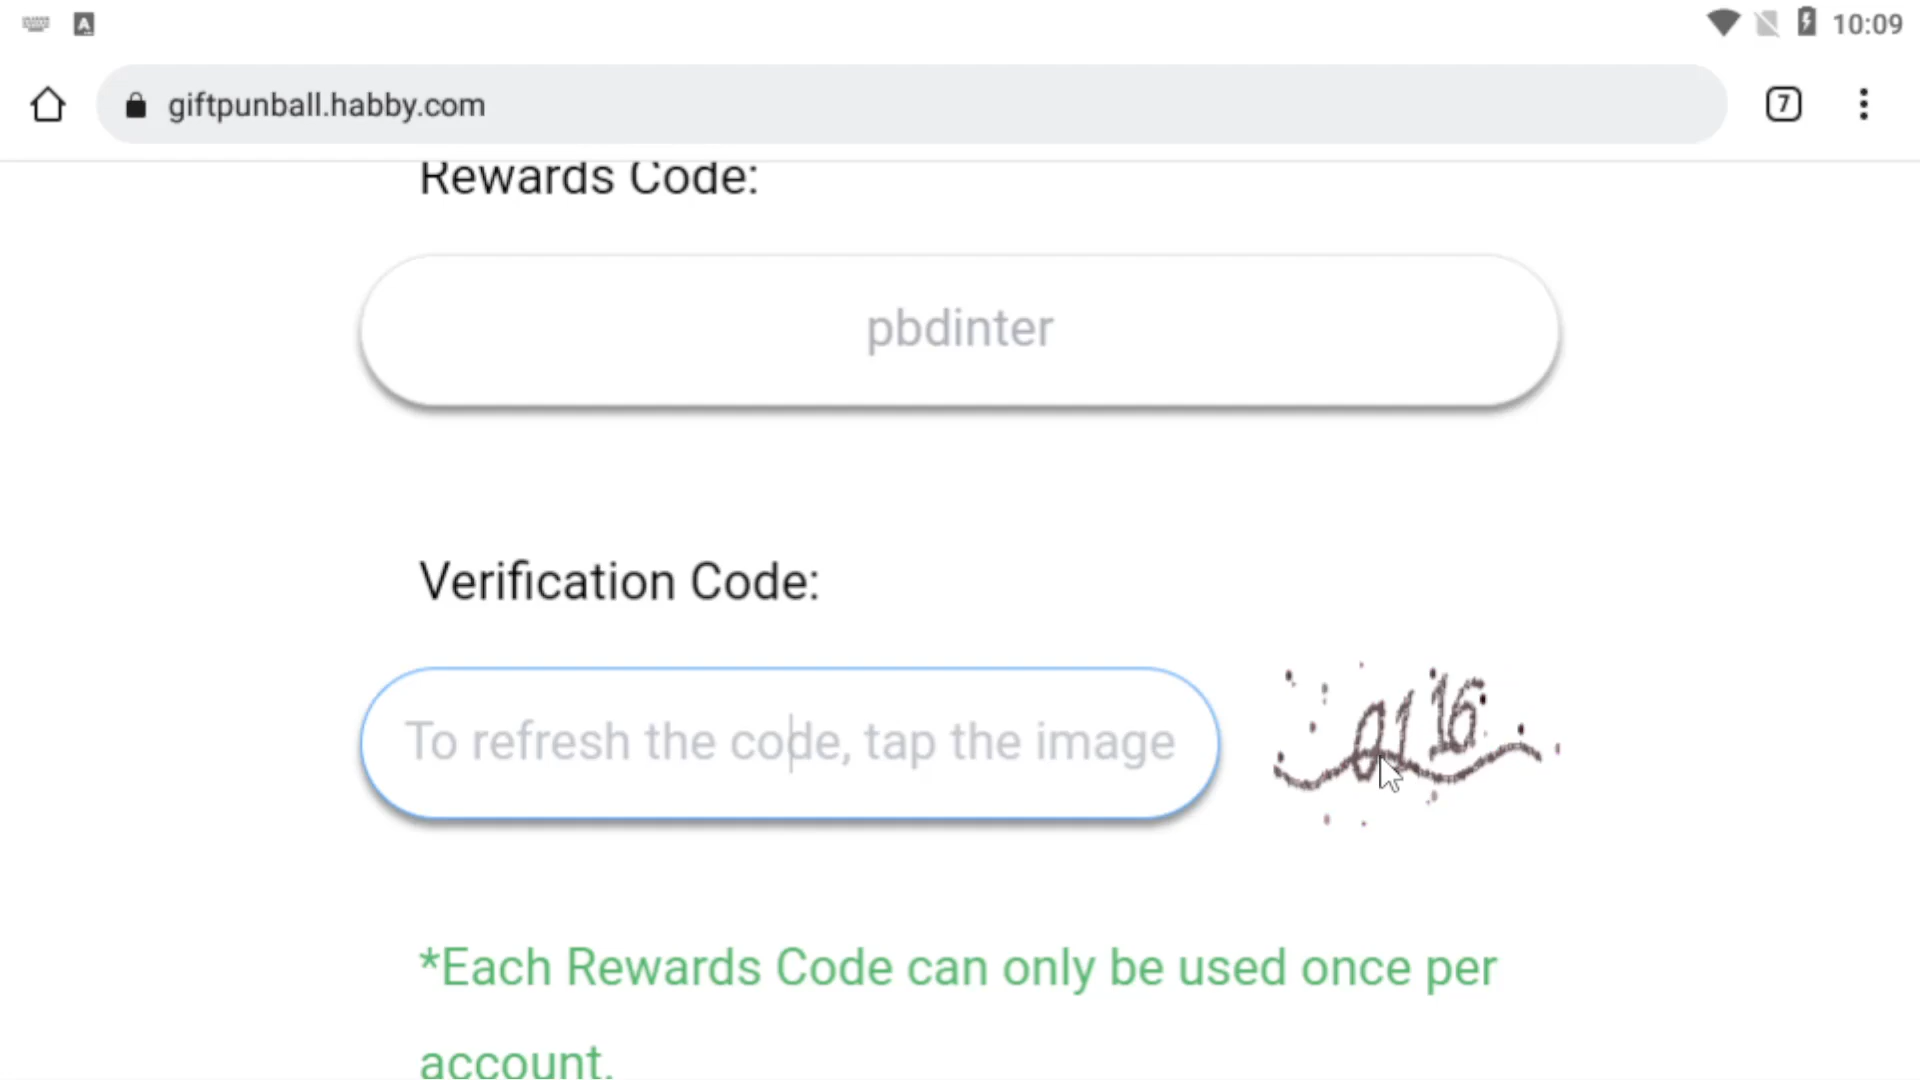 10:09
giftpunball.habby.com
7
Rewards Code:
pbdinter
Verification Code:
To refresh the code, tap the image
*Each Rewards Code can only be used once per
account.